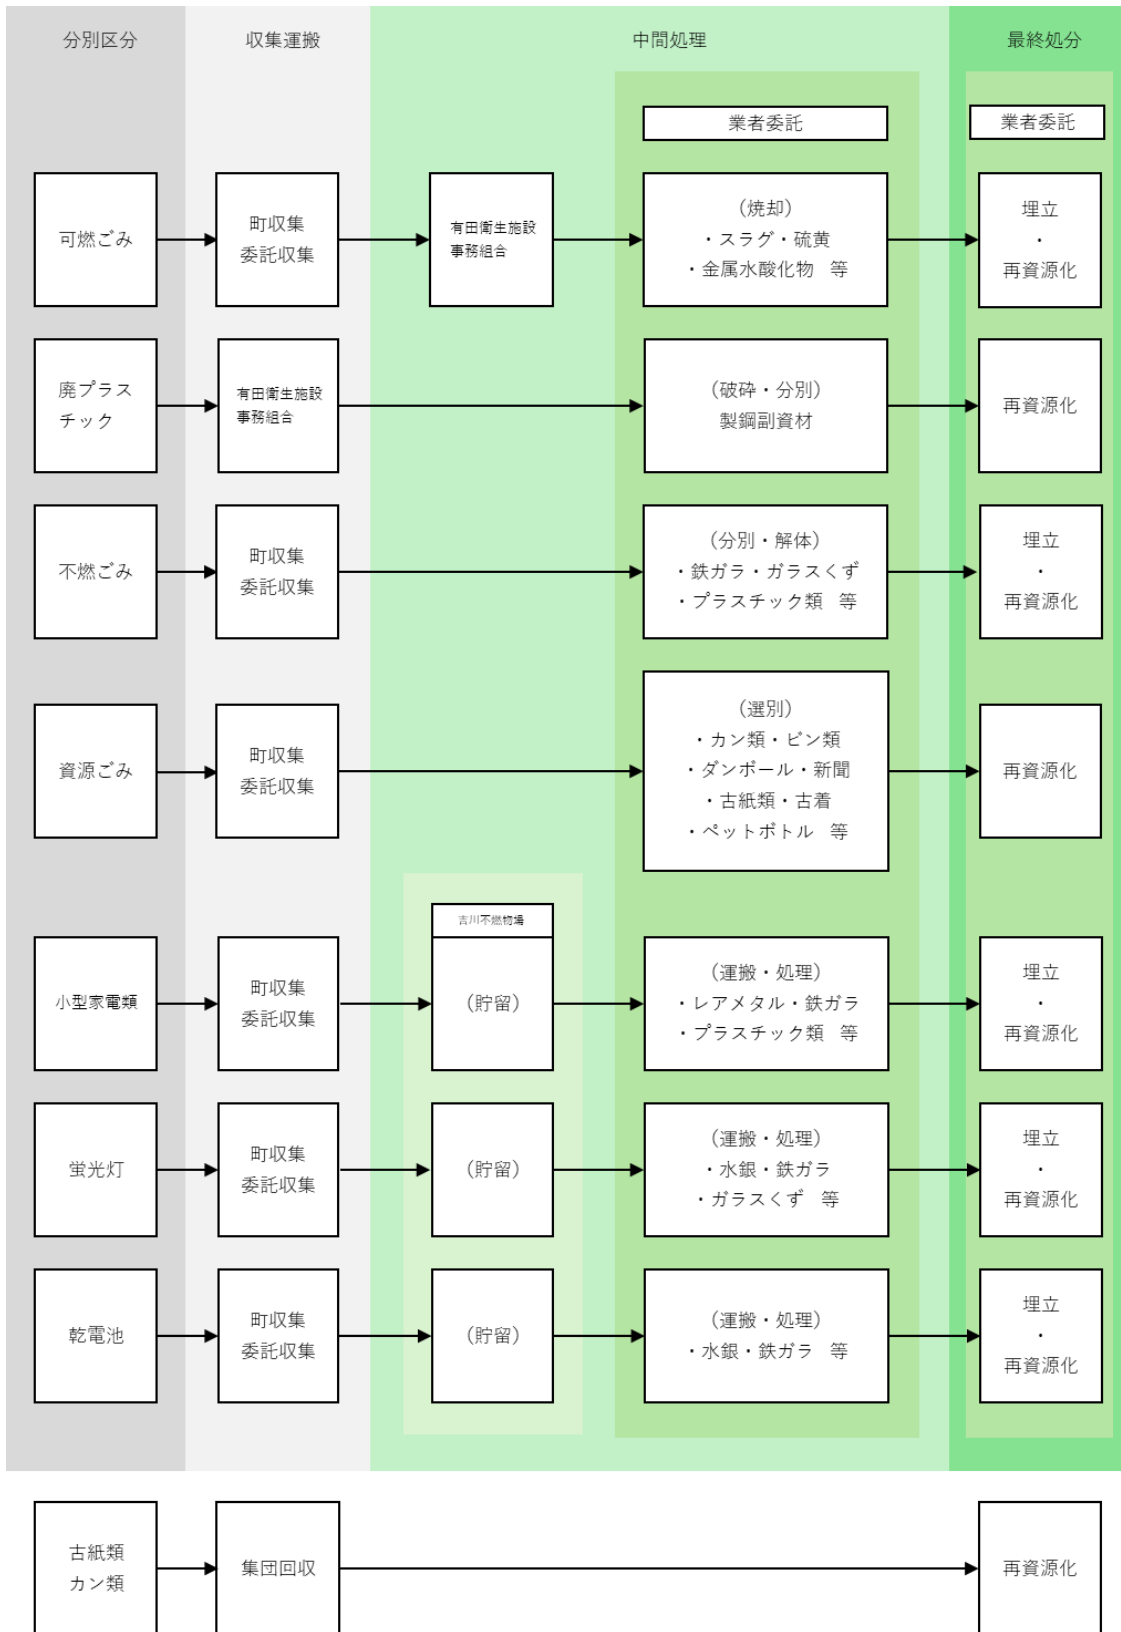 分別区分
収集運搬
中間処理
最終処分
業者委託
業者委託
可燃ごみ
町収集
委託収集
有田衛生施設
事務組合
(焼却)
・スラグ・硫黄
・金属水酸化物 等
埋立
・
再資源化
廃プラス
チック
有田衛生施設
事務組合
(破砕・分別)
製鋼副資材
再資源化
不燃ごみ
町収集
委託収集
(分別・解体)
・鉄ガラ・ガラスくず
・プラスチック類 等
埋立
・
再資源化
資源ごみ
町収集
委託収集
(選別)
・カン類・ビン類
・ダンボール・新聞
・古紙類・古着
・ペットボトル 等
再資源化
吉川不燃物場
小型家電類
町収集
委託収集
(貯留)
(運搬・処理)
・レアメタル・鉄ガラ
・プラスチック類 等
埋立
・
再資源化
蛍光灯
町収集
委託収集
(貯留)
(運搬・処理)
・水銀・鉄ガラ
・ガラスくず 等
埋立
・
再資源化
乾電池
町収集
委託収集
(貯留)
(運搬・処理)
・水銀・鉄ガラ 等
埋立
・
再資源化
古紙類
カン類
集団回収
再資源化